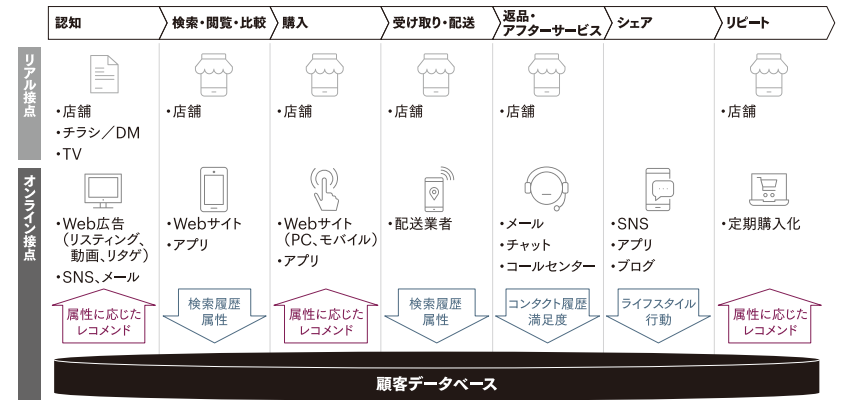 認知
検索・閲覧・比較
購入
受け取り・配送
返品・
アフターサービス
シェア
リピート
リアル接点
・店舗
・チラシ／DM
・TV
・店舗
・店舗
・店舗
・店舗
・店舗
オンライン接点
・Web広告
（リスティング、
動画、リタゲ）
・SNS、メール
・Webサイト
・アプリ
・Webサイト
（PC、モバイル）
・アプリ
・配送業者
・メール
・チャット
・コールセンター
・SNS
・アプリ
・ブログ
・定期購入化
属性に応じた
レコメンド
検索履歴
属性
属性に応じた
レコメンド
検索履歴
属性
コンタクト履歴
満足度
ライフスタイル
行動
属性に応じた
レコメンド
顧客データベース